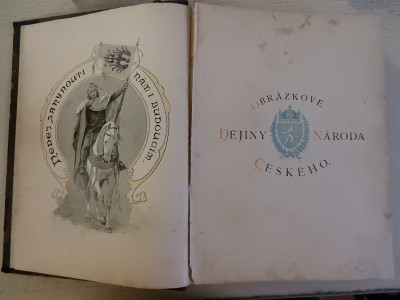 NEDEJ ZAHYNOUTI
NÁM I BUDOUCÍM.
OBRÁZKOVÉ
DĚJINY NÁRODA
ČESKÉHO.